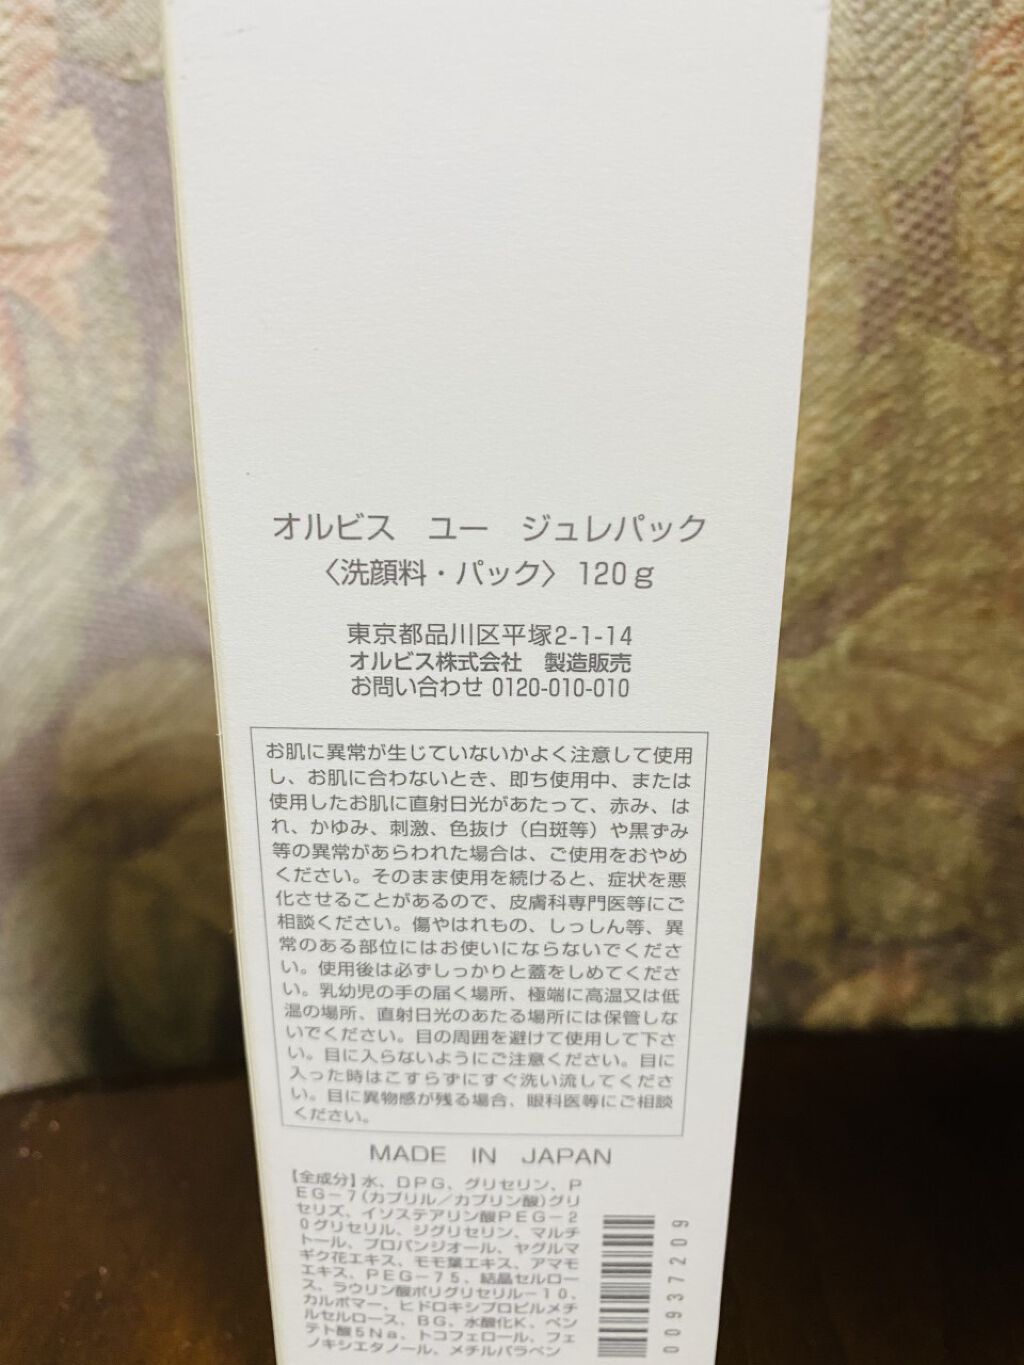 オルビス　ユー　ジュレパック
〈洗顔料・パック〉120g
東京都品川区平塚2-1-14
オルビス株式会社　製造販売
お問い合わせ 0120-010-010
お肌に異常が生じていないかよく注意して使用
し、お肌に合わないとき、即ち使用中、または
使用したお肌に直射日光があたって、赤み、は
れ、かゆみ、刺激、色抜け（白斑等）や黒ずみ
等の異常があらわれた場合は、ご使用をおやめ
ください。そのまま使用を続けると、症状を悪
化させることがあるので、皮膚科専門医等にご
相談ください。傷やはれもの、しっしん等、異
常のある部位にはお使いにならないでくださ
い。使用後は必ずしっかりと蓋をしめてくださ
い。乳幼児の手の届く場所、極端に高温又は低
温の場所、直射日光のあたる場所には保管しな
いでください。目の周囲を避けて使用して下さ
い。目に入らないようにご注意ください。目に
入った時はこすらずにすぐ洗い流してくださ
い。目に異物感が残る場合、眼科医等にご相談
ください。
MADE IN JAPAN
【全成分】水、DPG、グリセリン、P
EG－7（カプリル／カプリン酸）グリ
セリズ、イソステアリン酸PEG－2
0グリセリル、ジグリセリン、マルチ
トール、プロパンジオール、ヤグルマ
ギク花エキス、モモ葉エキス、アマモ
エキス、PEG－75、結晶セルロー
ス、ラウリン酸ポリグリセリル－10、
カルボマー、ヒドロキシプロピルメチ
ルセルロース、BG、水酸化K、ペン
テト酸5Na、トコフェロール、フェ
ノキシエタノール、メチルパラベン
00937209